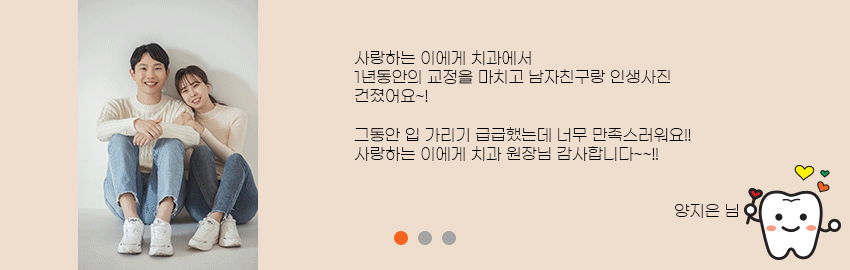 사랑하는 이에게 치과에서
1년동안의 교정을 마치고 남자친구랑 인생사진
건졌어요~!
그동안 입 가리기 급급했는데 너무 만족스러워요!!
사랑하는 이에게 치과 원장님 감사합니다~~!!
양지은 님